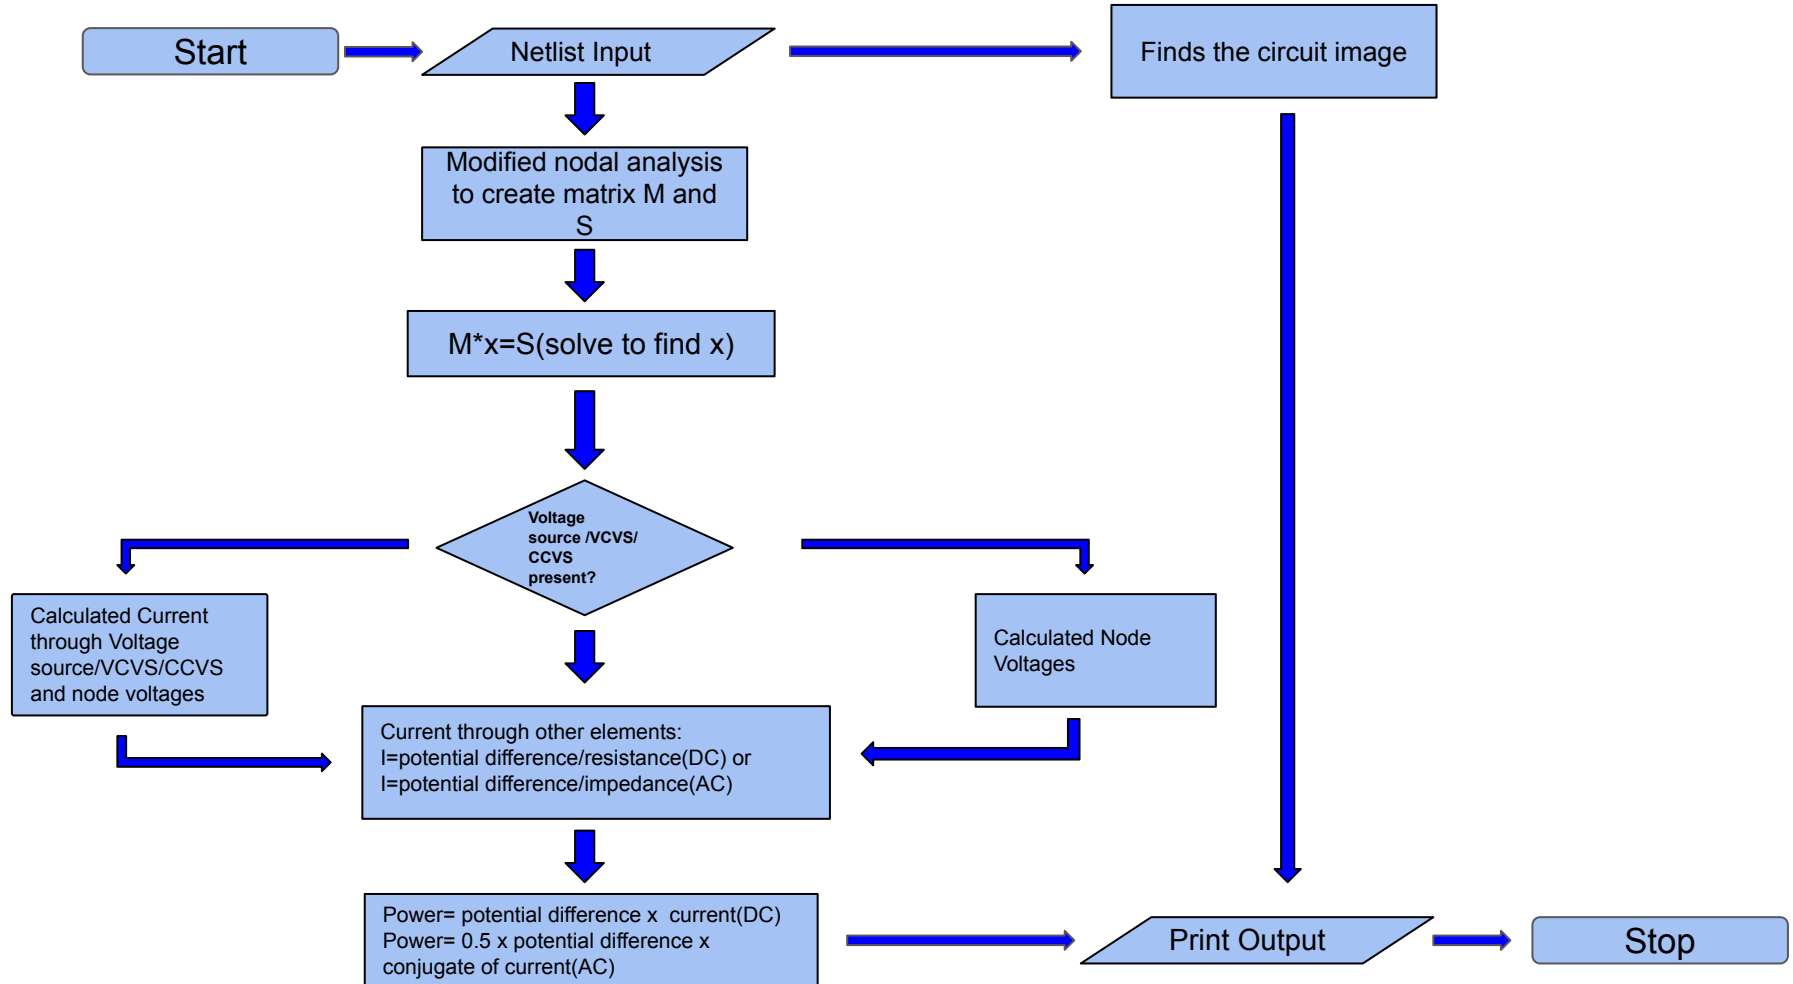 Start
Netlist Input
Finds the circuit image
Modified nodal analysis
to create matrix M and
S
M*x=S(solve to find x)
Voltage
source /VCVS/
CCVS
present?
Calculated Current
through Voltage
source/VCVS/CCVS
and node voltages
Calculated Node
Voltages
Current through other elements:
I=potential difference/resistance(DC) or
I=potential difference/impedance(AC)
Power= potential difference x  current(DC)
Power= 0.5 x potential difference x
conjugate of current(AC)
Print Output
Stop